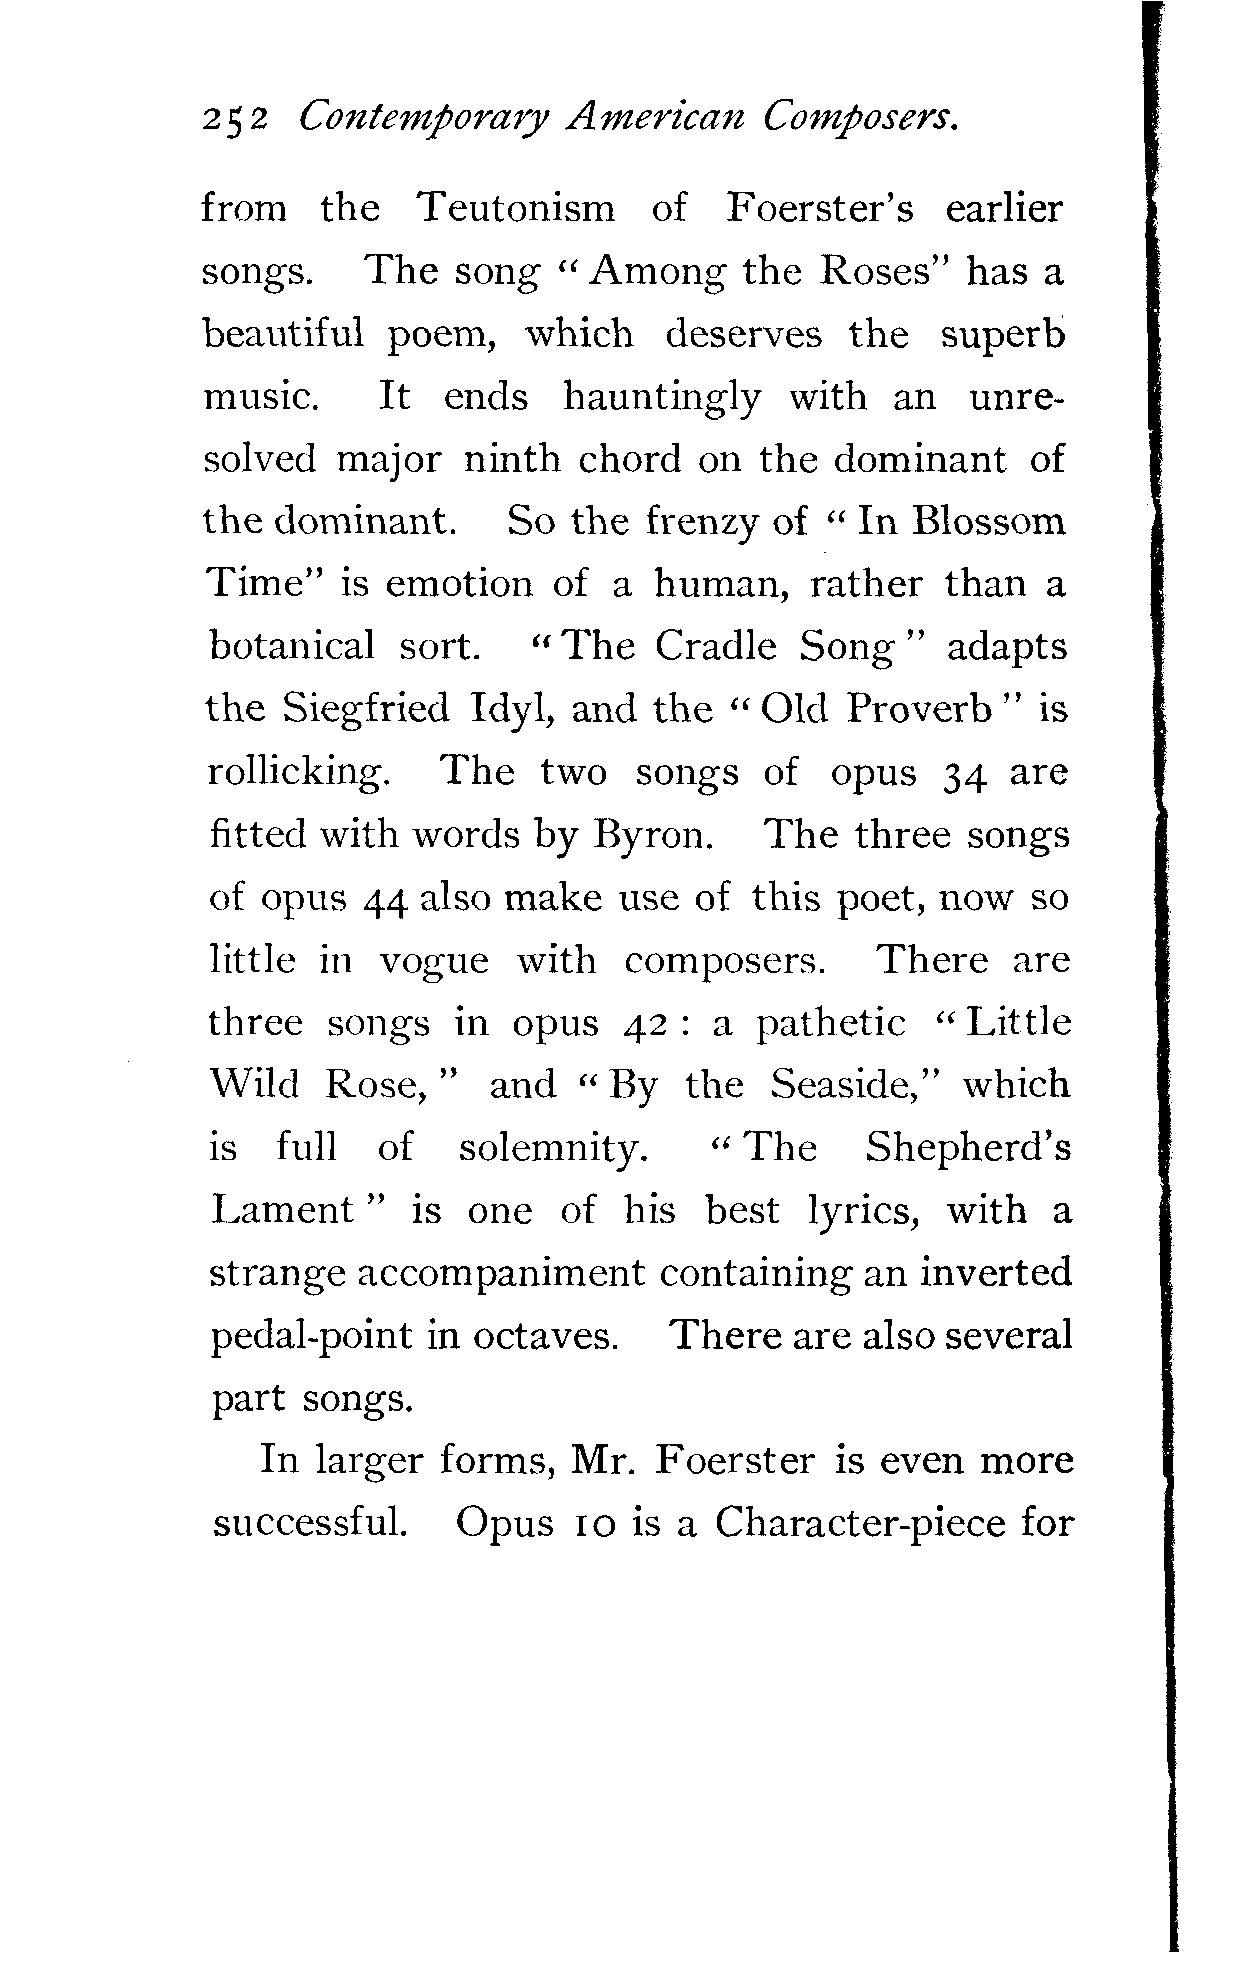 252 Contemporary American Composers.
from the Teutonism of Foerster's earlier
songs. The song “ Among the Roses” has a
beautiful poem, which deserves the superb
music. It ends hauntingly with an unre-
solved major ninth chord on the dominant of
the dominant. So the frenzy of “ In Blossom
Time” is emotion of a human, rather than a
botanical sort. “ The Cradle Song ” adapts
the Siegfried Idyl, and the “ Old Proverb ” is
rollicking. The two songs of opus 34 are
fitted with words by Byron. The three songs
of opus 44 also make use of this poet, now so
little in vogue with composers. There are
three songs in opus 42 : a pathetic “ Little
Wild Rose, ” and “ By the Seaside,” which
is full of solemnity. “ The Shepherd's
Lament ” is one of his best lyrics, with a
strange accompaniment containing an inverted
pedal-point in octaves. There are also several
part songs.
In larger forms, Mr. Foerster is even more
successful. Opus 10 is a Character-piece for